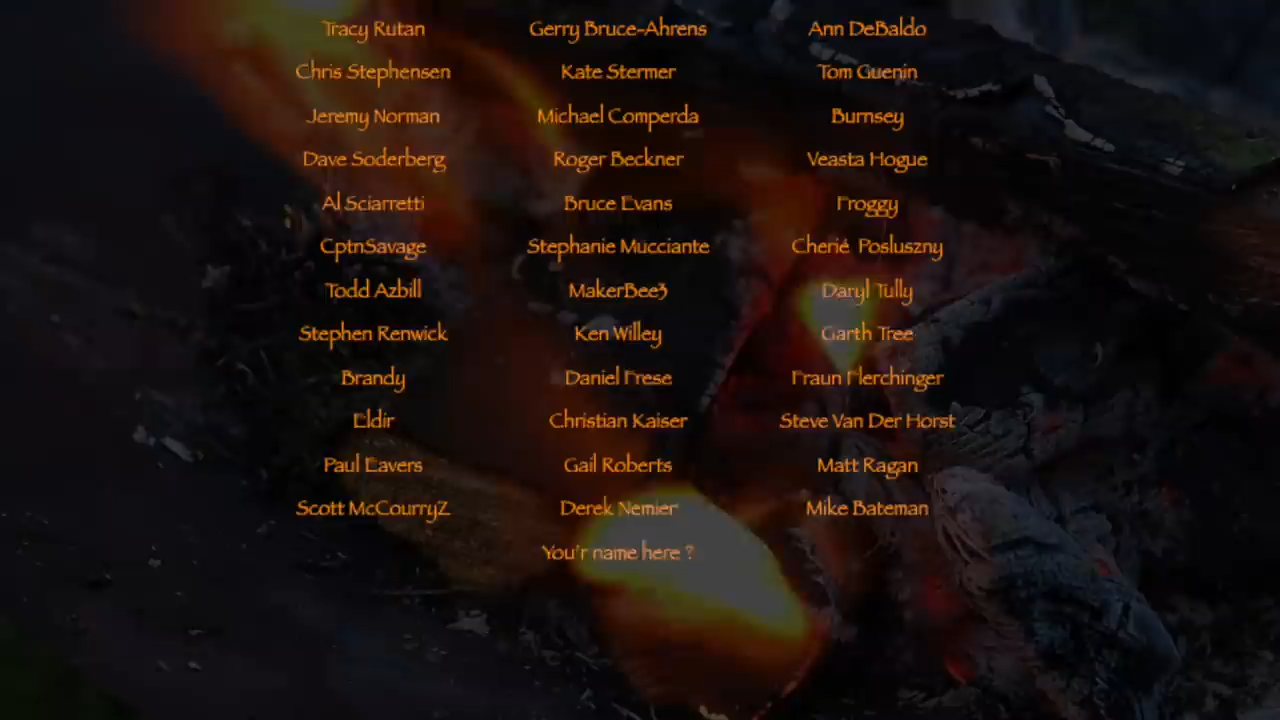 Tracy Rutan Gerry Bruce-Ahrens Ann DeBaldo
Chris Stephensen Kate Stermer Tom Guenin
Jeremy Norman Michael Comperda Burnsey
Dave Soderberg Roger Beckner Veasta Hogue
Al Sciarretti Bruce Evans Froggy
CptnSavage Stephanie Mucciante Cherié Posluszny
Todd Azbill MakerBee3 Daryl Tully
Stephen Renwick Ken Willey Garth Tree
Brandy Daniel Frese Fraun Flerchinger
Eldir Christian Kaiser Steve Van Der Horst
Paul Eavers Gail Roberts Matt Ragan
Scott McCourryZ Derek Nemier Mike Bateman
You'r name here ?